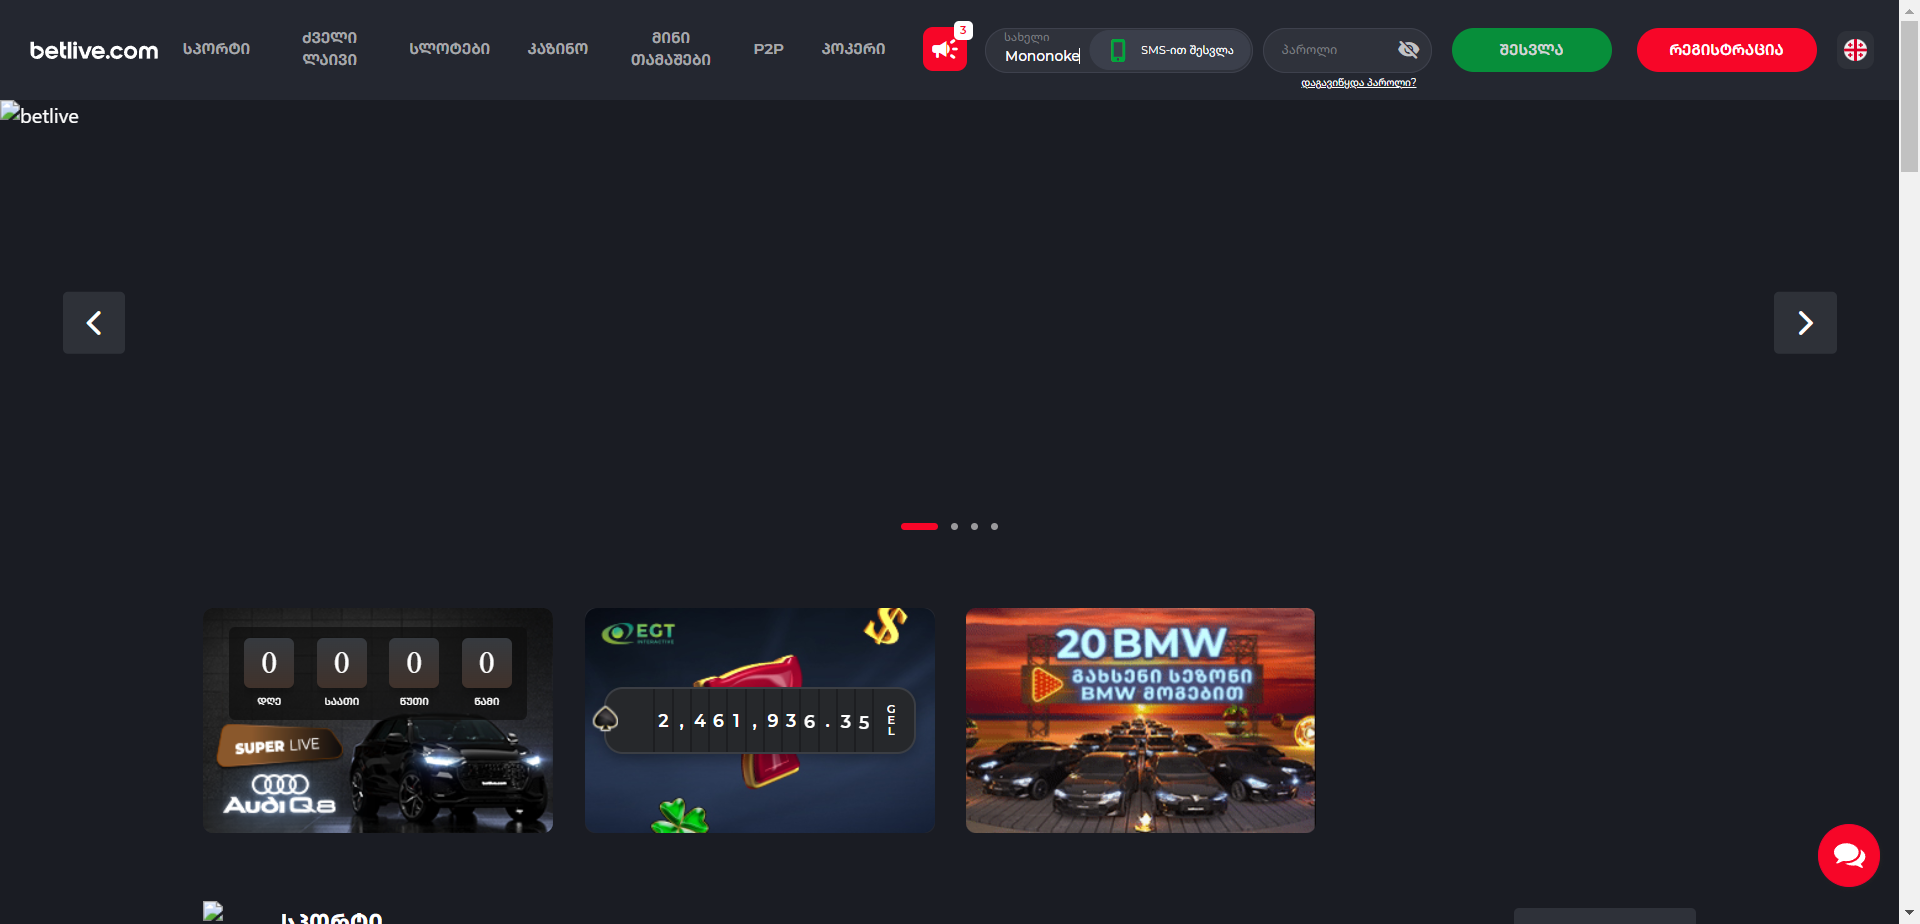 betlive.com
სპორტი
ძველი
ლაივი
სლოტები
კაზინო
მინი
თამაშები
P2P
პოკერი
3
სახელი
Mononoke
SMS-ით შესვლა
პაროლი
დაგავიწყდა პაროლი?
შესვლა
რეგისტრაცია
betlive
0 0 0 0
დღე საათი წუთი წამი
SUPER LIVE
Audi Q8
EGT
INTERACTIVE
2,461,936.35
GEL
20 BMW
გახსენი სეზონი
BMW მოგებით
სპორტი